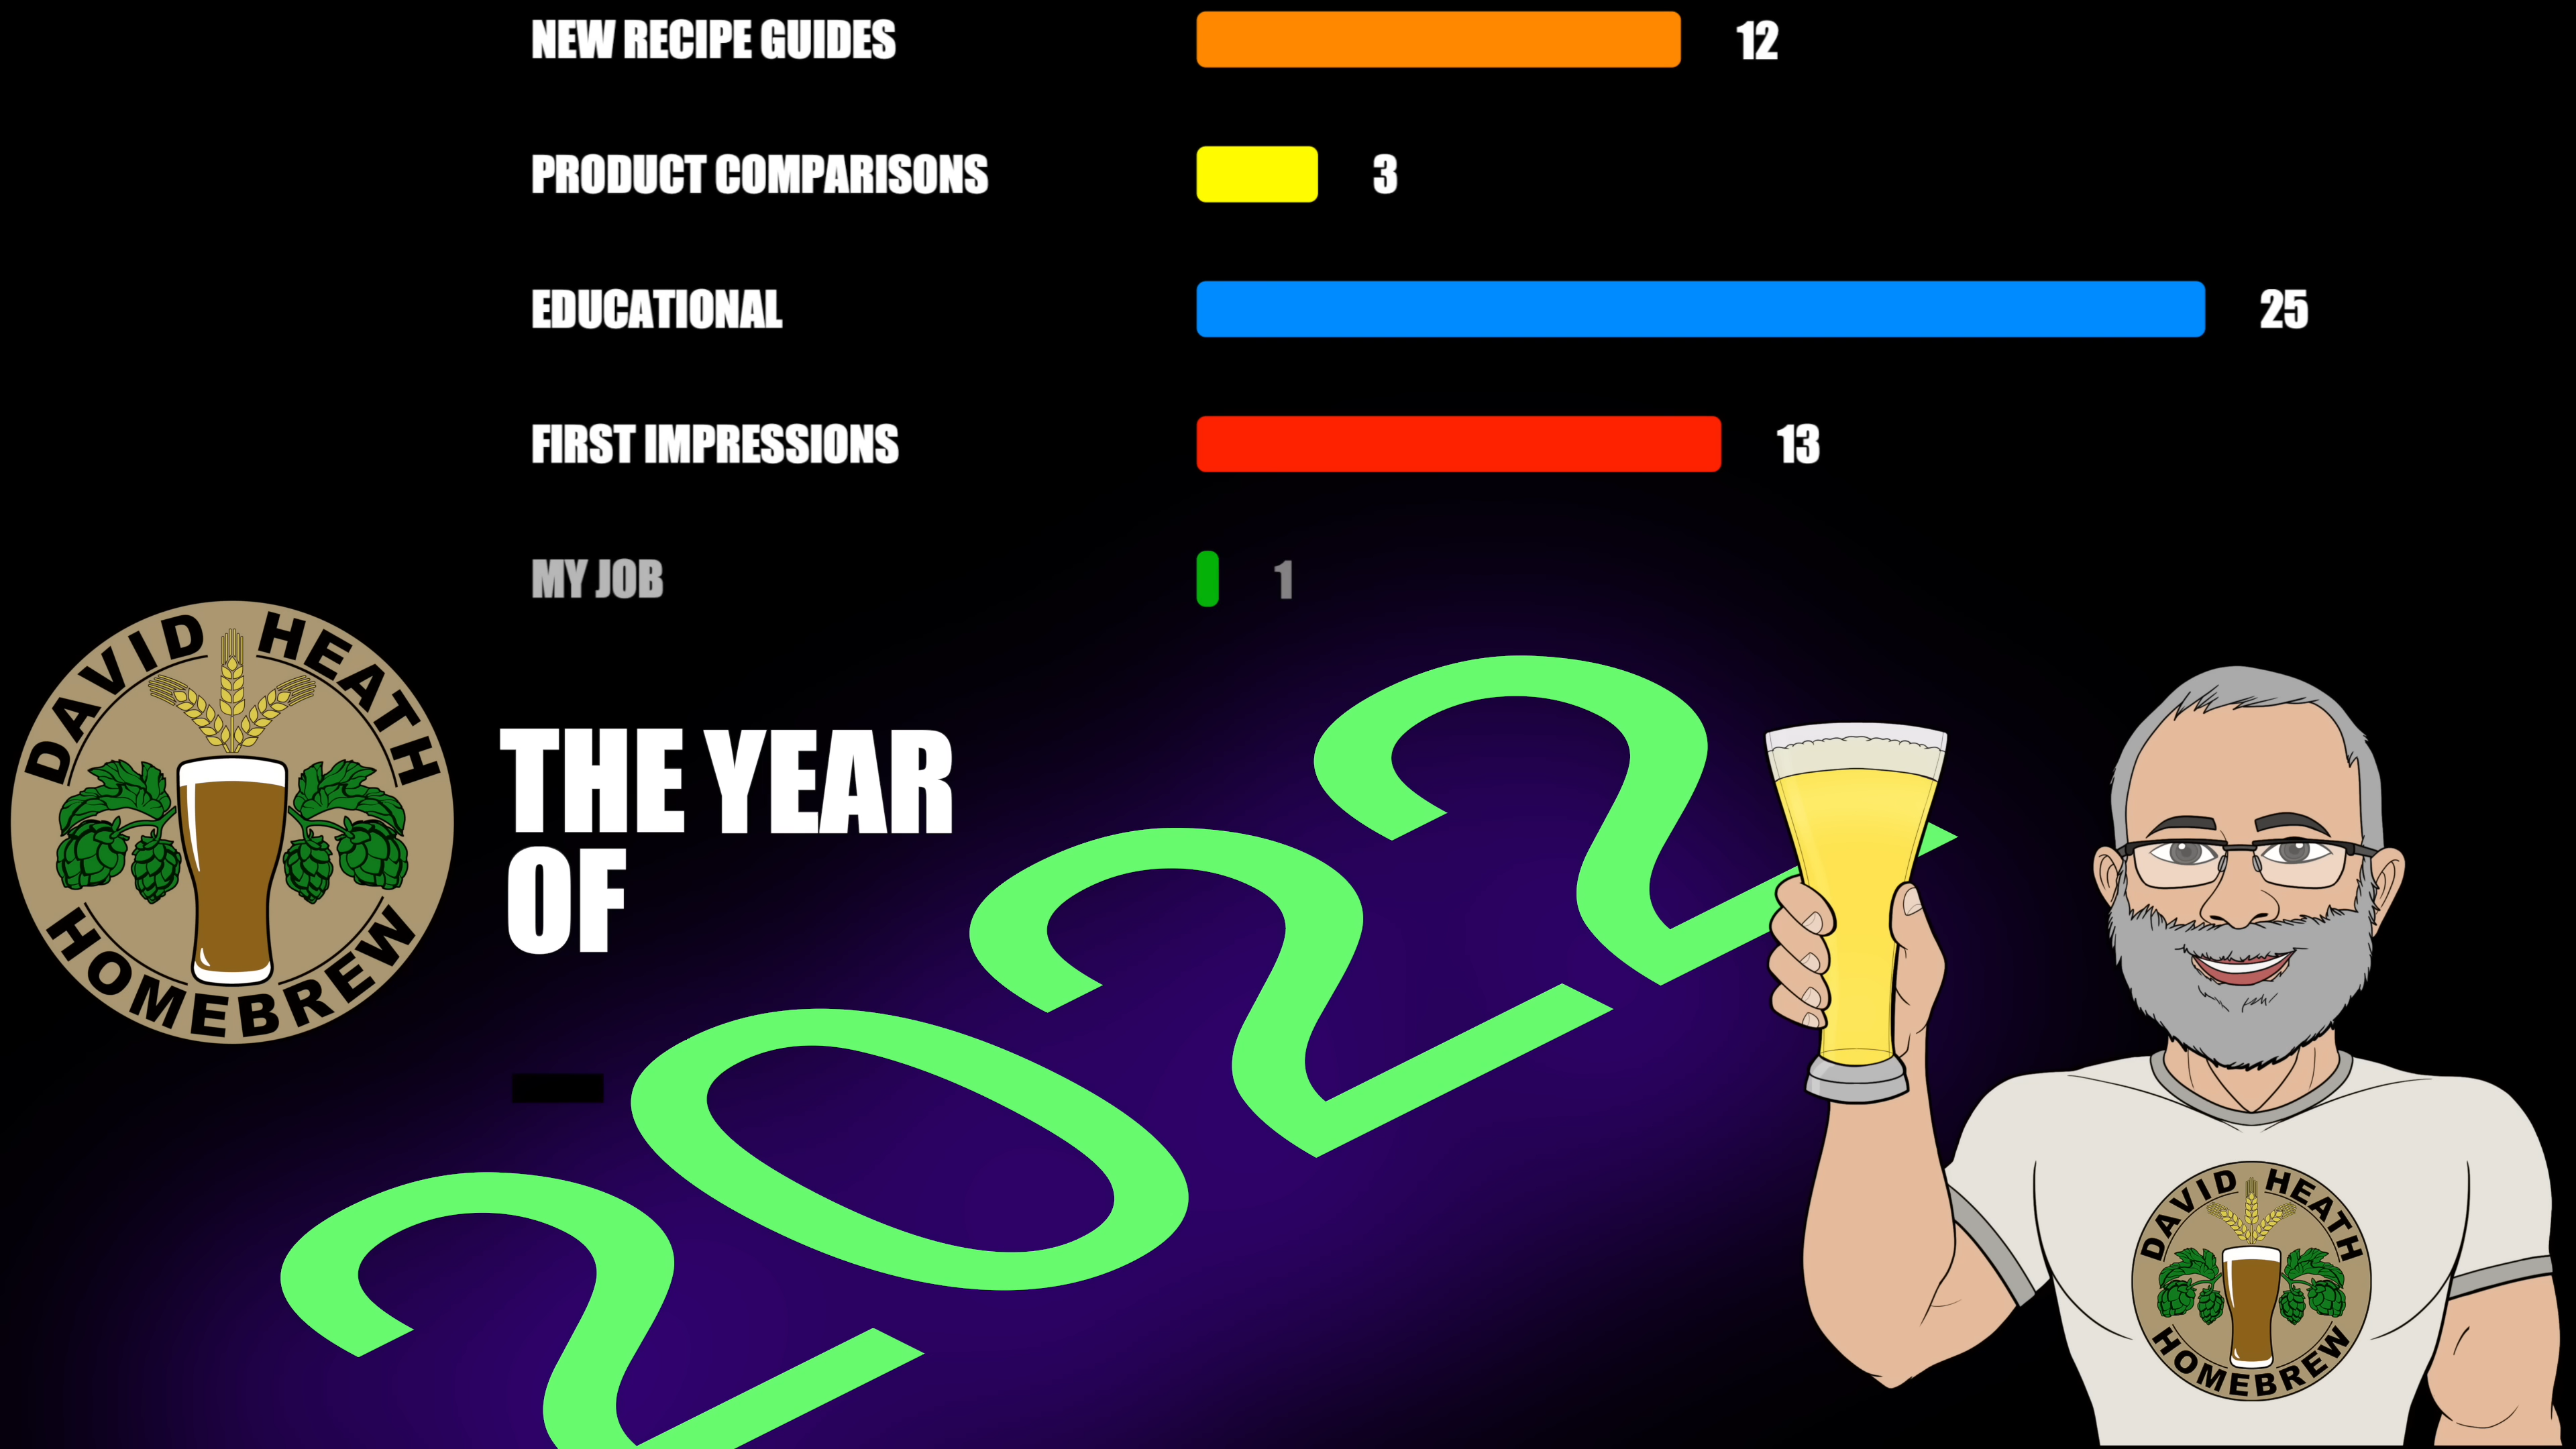 NEW RECIPE GUIDES 12
PRODUCT COMPARISONS 3
EDUCATIONAL 25
FIRST IMPRESSIONS 13
MY JOB 1
DAVID HEATH
HOMEBREW
THE YEAR
OF
2022
DAVID HEATH
HOMEBREW